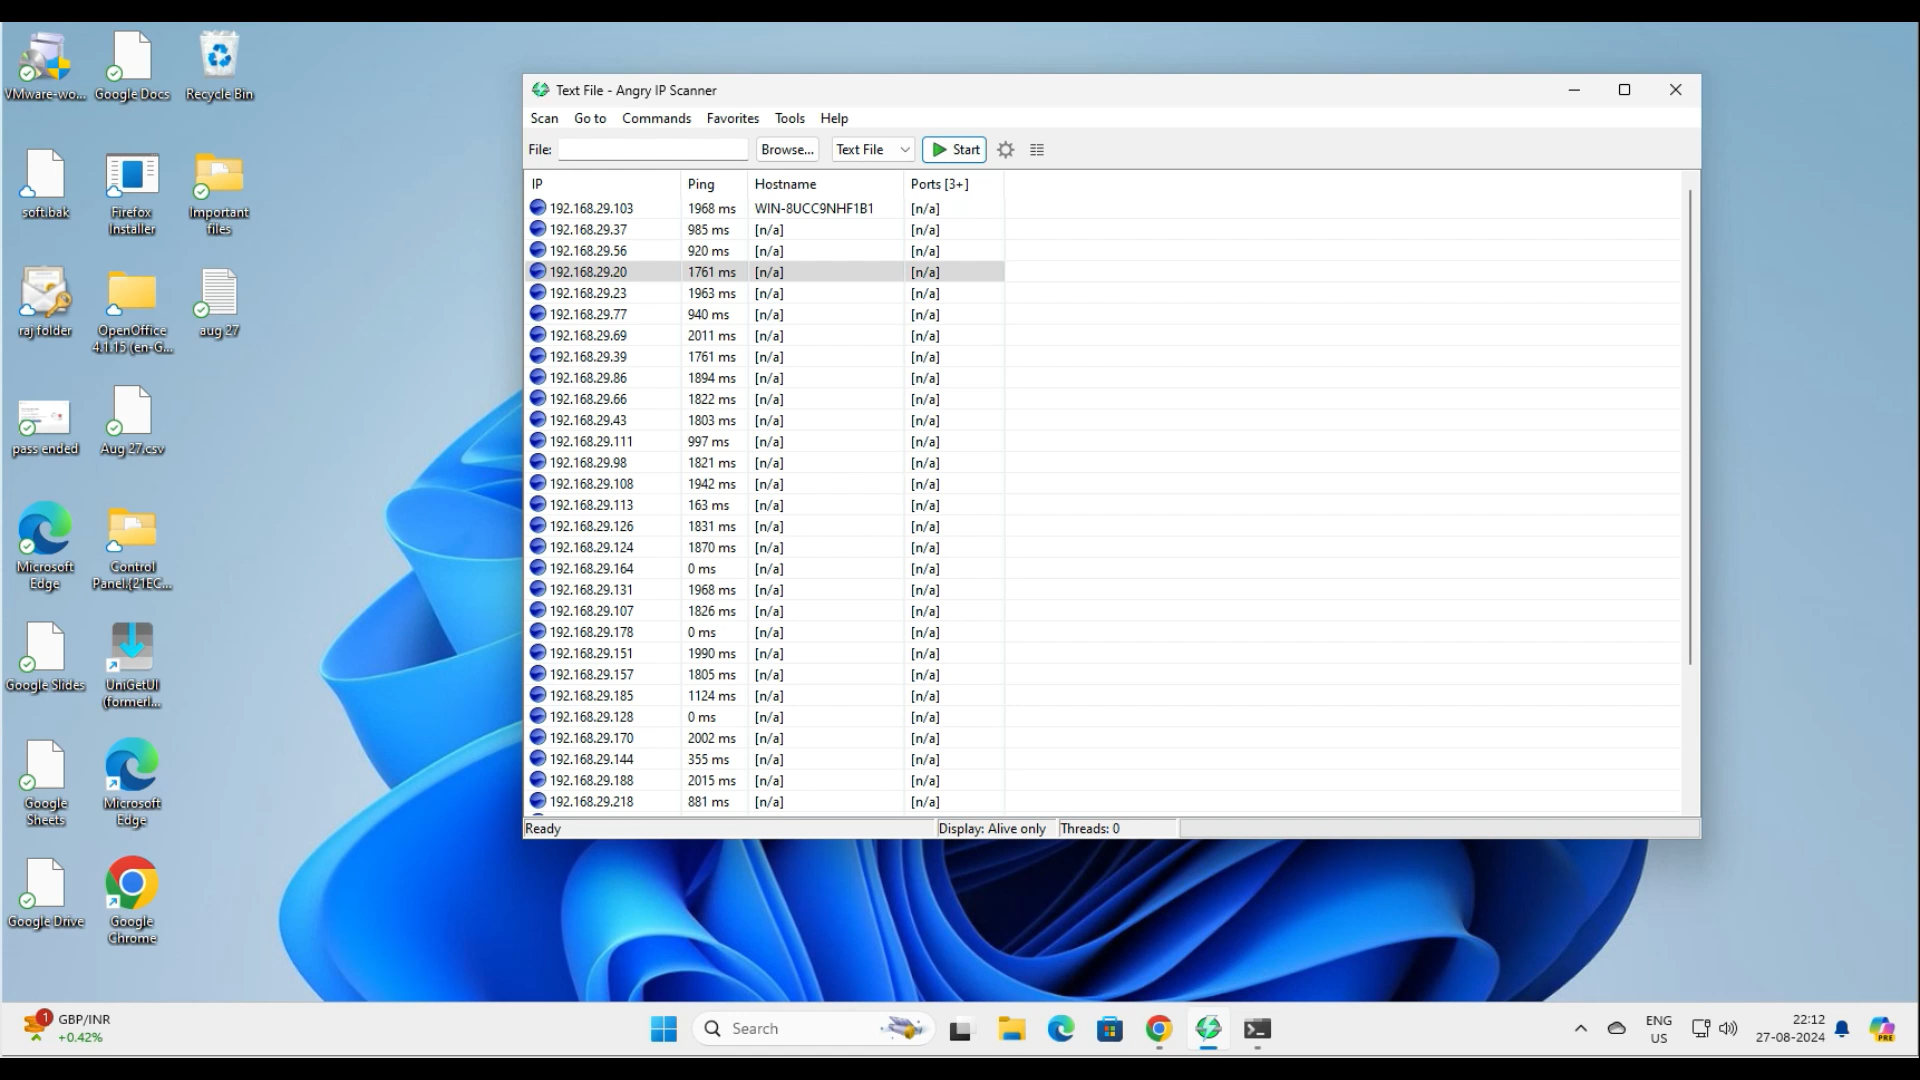 VMware-wo...
Google Docs
Recycle Bin
softibak
Firefox
Installer
Important
files
raj folder
OpenOffice
4.1.15 (en-G...
aug 27
pass ended
Aug 27.csv
Microsoft
Edge
Control
Panel.{21EC...
Google Slides
UniGetUI
(formerl...
Google
Sheets
Microsoft
Edge
Google Drive
Google
Chrome
Text File - Angry IP Scanner
Scan Go to Commands Favorites Tools Help
File: Browse... Text File Start
IP Ping Hostname Ports [3+]
192.168.29.103 1968 ms WIN-8UCC9NHF1B1 [n/a]
192.168.29.37 985 ms [n/a] [n/a]
192.168.29.56 920 ms [n/a] [n/a]
192.168.29.20 1761 ms [n/a] [n/a]
192.168.29.23 1963 ms [n/a] [n/a]
192.168.29.77 940 ms [n/a] [n/a]
192.168.29.69 2011 ms [n/a] [n/a]
192.168.29.39 1761 ms [n/a] [n/a]
192.168.29.86 1894 ms [n/a] [n/a]
192.168.29.66 1822 ms [n/a] [n/a]
192.168.29.43 1803 ms [n/a] [n/a]
192.168.29.111 997 ms [n/a] [n/a]
192.168.29.98 1821 ms [n/a] [n/a]
192.168.29.108 1942 ms [n/a] [n/a]
192.168.29.113 163 ms [n/a] [n/a]
192.168.29.126 1831 ms [n/a] [n/a]
192.168.29.124 1870 ms [n/a] [n/a]
192.168.29.164 0 ms [n/a] [n/a]
192.168.29.131 1968 ms [n/a] [n/a]
192.168.29.107 1826 ms [n/a] [n/a]
192.168.29.178 0 ms [n/a] [n/a]
192.168.29.151 1990 ms [n/a] [n/a]
192.168.29.157 1805 ms [n/a] [n/a]
192.168.29.185 1124 ms [n/a] [n/a]
192.168.29.128 0 ms [n/a] [n/a]
192.168.29.170 2002 ms [n/a] [n/a]
192.168.29.144 355 ms [n/a] [n/a]
192.168.29.188 2015 ms [n/a] [n/a]
192.168.29.218 881 ms [n/a] [n/a]
Ready Display: Alive only Threads: 0
1
GBP/INR
+0.42%
Search
ENG
US
22:12
27-08-2024
PRE